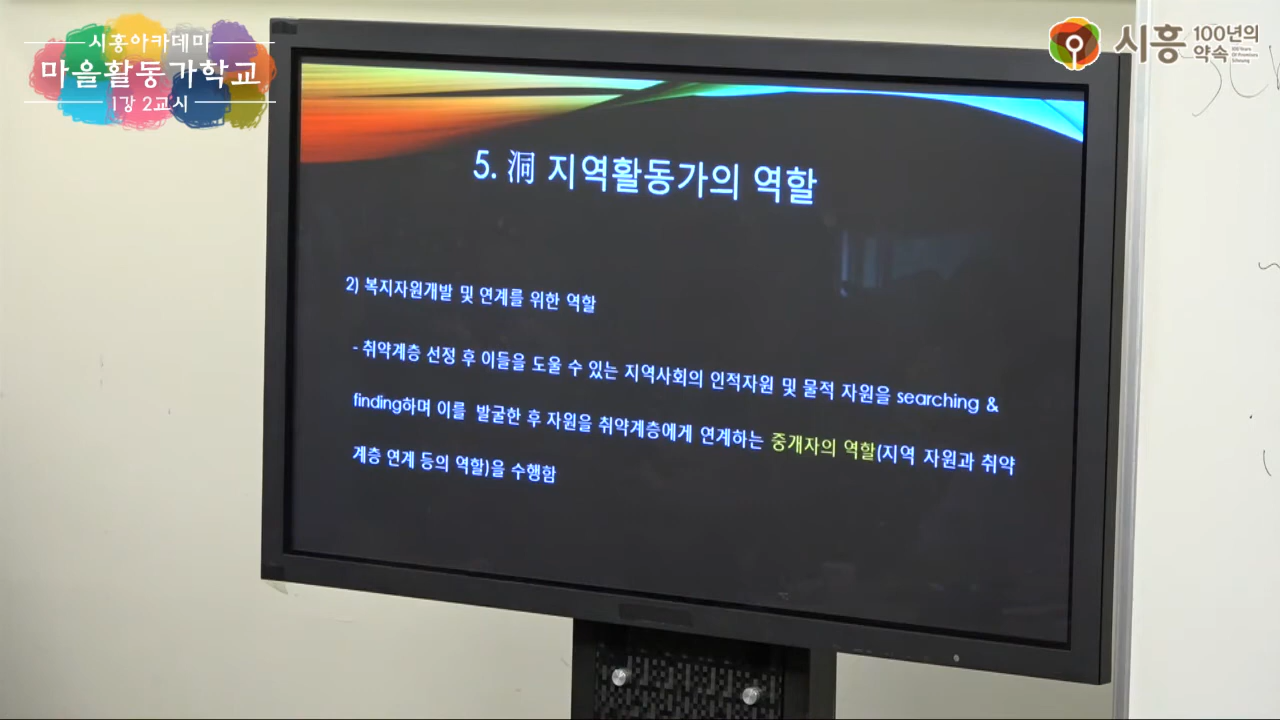 시흥아카데미
마을활동가학교
1강 2교시
시흥 100년의 약속
5. 洞 지역활동가의 역할
2) 복지자원개발 및 연계를 위한 역할
- 취약계층 선정 후 이들을 도울 수 있는 지역사회의 인적자원 및 물적 자원을 searching &
finding하며 이를 발굴한 후 자원을 취약계층에게 연계하는 중개자의 역할(지역 자원과 취약
계층 연계 등의 역할)을 수행함